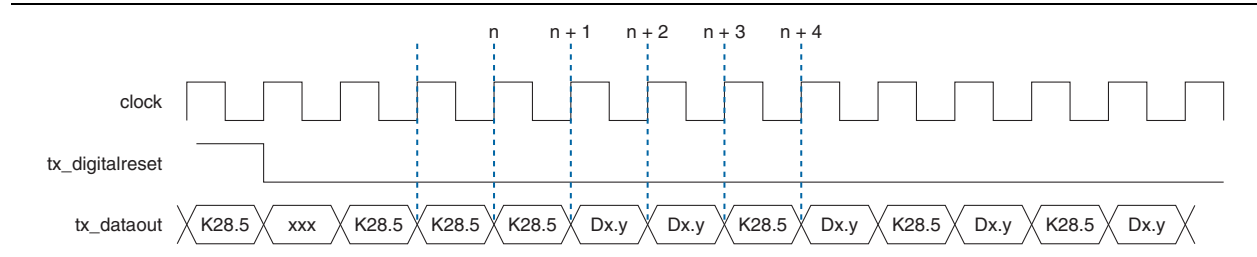 n n + 1 n + 2 n + 3 n + 4
clock
tx_digitalreset
tx_dataout K28.5 xxx K28.5 K28.5 K28.5 Dx.y Dx.y K28.5 Dx.y K28.5 Dx.y K28.5 Dx.y